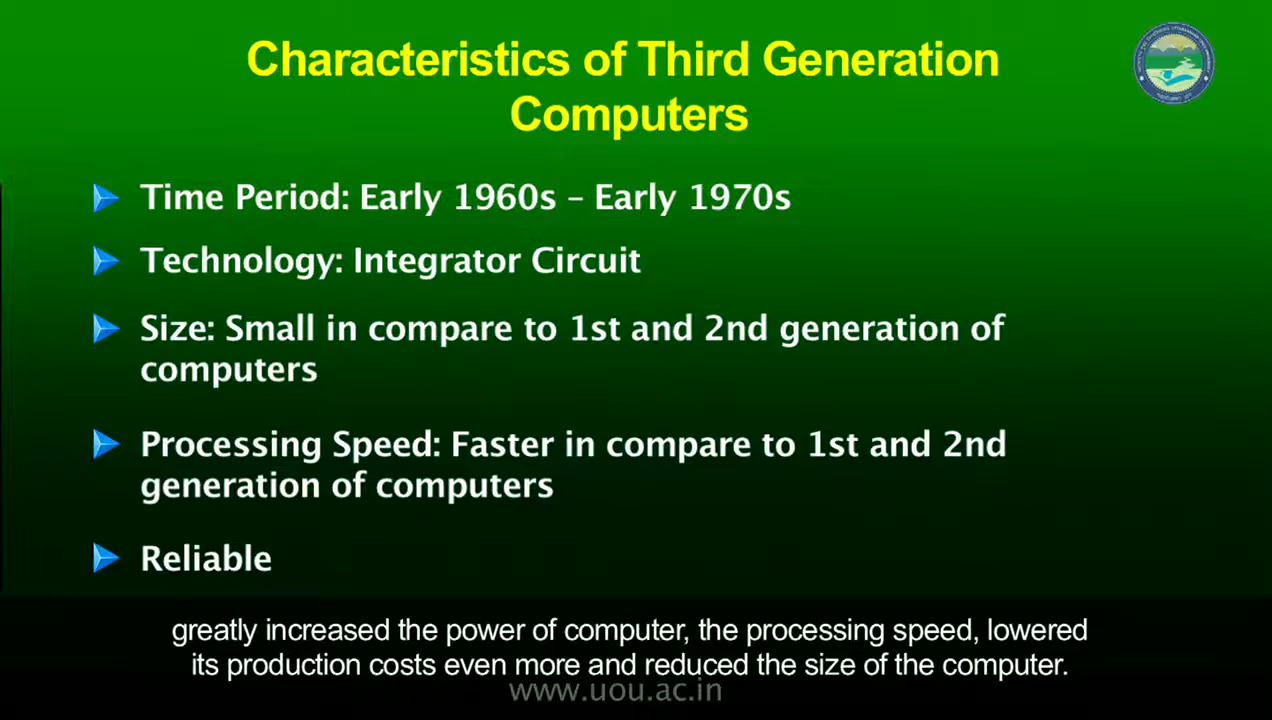 Characteristics of Third Generation
Computers
Time Period: Early 1960s – Early 1970s
Technology: Integrator Circuit
Size: Small in compare to 1st and 2nd generation of
computers
Processing Speed: Faster in compare to 1st and 2nd
generation of computers
Reliable
greatly increased the power of computer, the processing speed, lowered
its production costs even more and reduced the size of the computer.
www.uou.ac.in